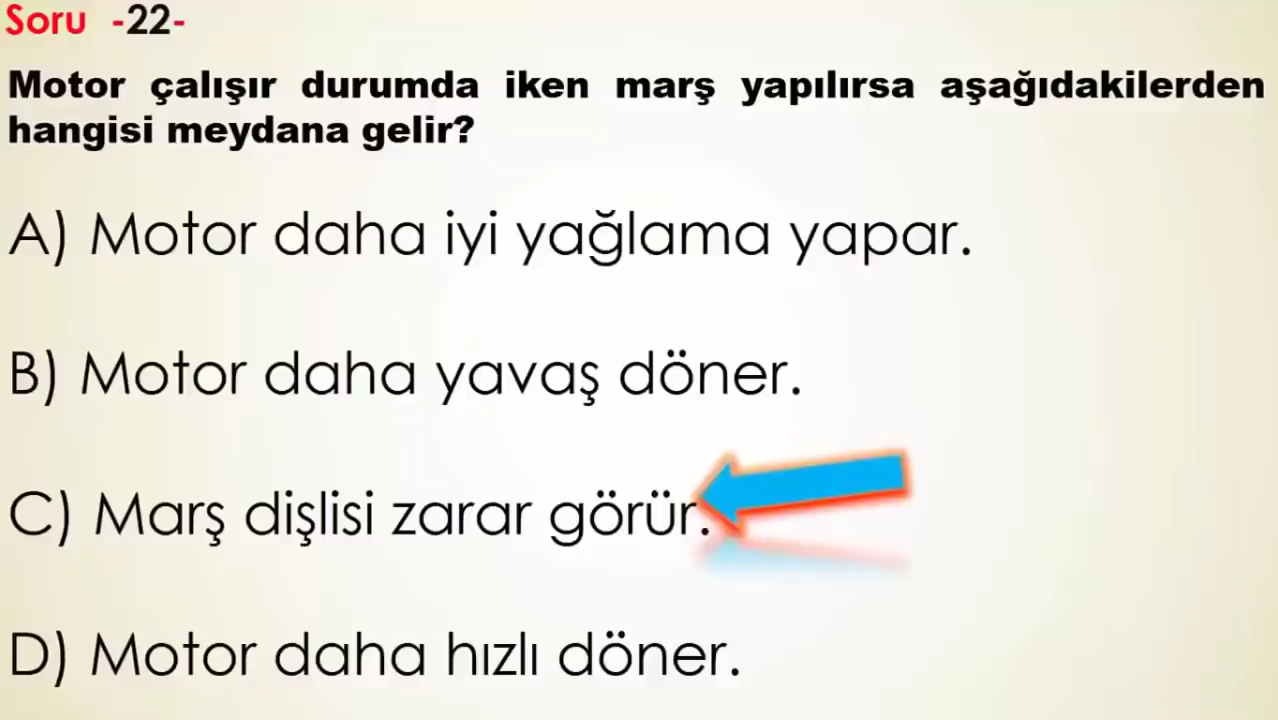 Soru -22-
Motor çalışır durumda iken marş yapılırsa aşağıdakilerden
hangisi meydana gelir?
A) Motor daha iyi yağlama yapar.
B) Motor daha yavaş döner.
C) Marş dişlisi zarar görür.
D) Motor daha hızlı döner.